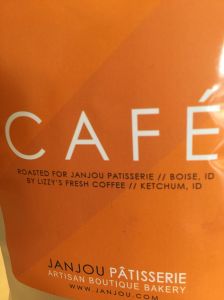 CAFÉ
ROASTED FOR JANJOU PATISSERIE // BOISE, ID
BY LIZZY'S FRESH COFFEE // KETCHUM, ID
JANJOU PÂTISSERIE
ARTISAN BOUTIQUE BAKERY
WWW.JANJOU.COM